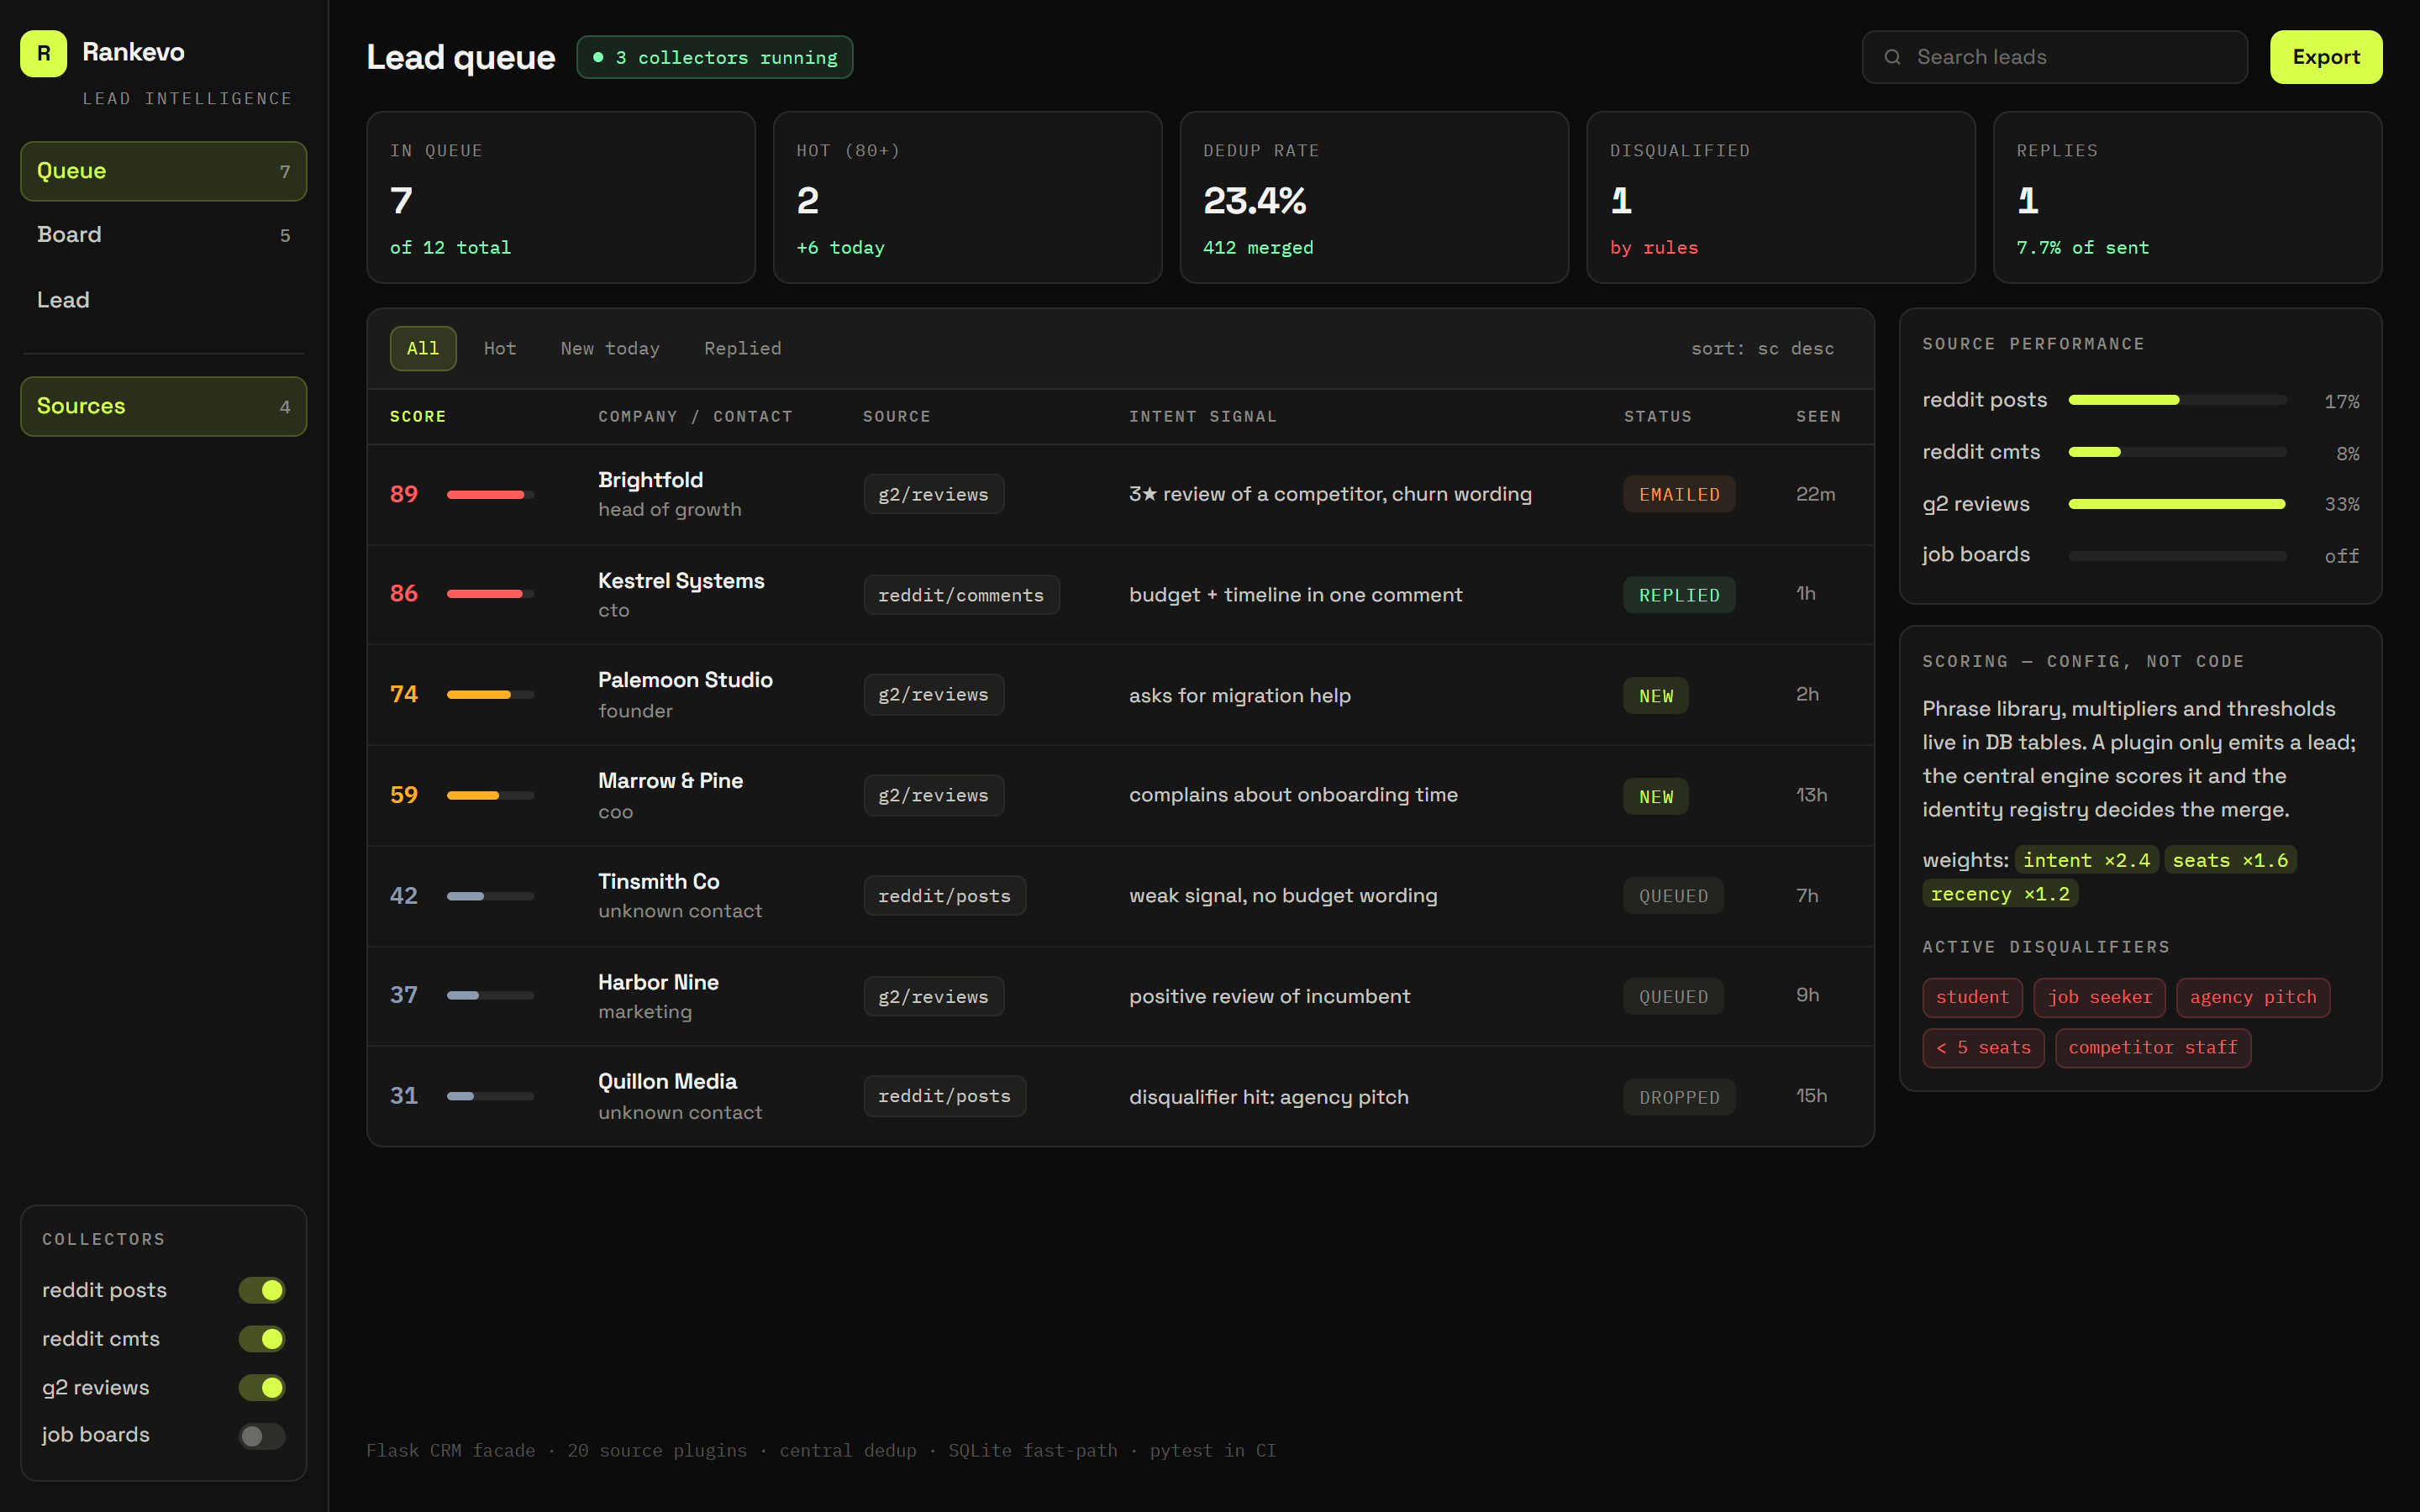 R Rankevo
LEAD INTELLIGENCE
Queue 7
Board 5
Lead
Sources 4
COLLECTORS
reddit posts
reddit cmts
g2 reviews
job boards
Lead queue 3 collectors running Search leads Export
IN QUEUE
7
of 12 total
HOT (80+)
2
+6 today
DEDUP RATE
23.4%
412 merged
DISQUALIFIED
1
by rules
REPLIES
1
7.7% of sent
All Hot New today Replied sort: sc desc
SCORE COMPANY / CONTACT SOURCE INTENT SIGNAL STATUS SEEN
89 Brightfold g2/reviews 3★ review of a competitor, churn wording EMAILED 22m
head of growth
86 Kestrel Systems reddit/comments budget + timeline in one comment REPLIED 1h
cto
74 Palemoon Studio g2/reviews asks for migration help NEW 2h
founder
59 Marrow & Pine g2/reviews complains about onboarding time NEW 13h
coo
42 Tinsmith Co reddit/posts weak signal, no budget wording QUEUED 7h
unknown contact
37 Harbor Nine g2/reviews positive review of incumbent QUEUED 9h
marketing
31 Quillon Media reddit/posts disqualifier hit: agency pitch DROPPED 15h
unknown contact
SOURCE PERFORMANCE
reddit posts 17%
reddit cmts 8%
g2 reviews 33%
job boards off
SCORING — CONFIG, NOT CODE
Phrase library, multipliers and thresholds
live in DB tables. A plugin only emits a lead;
the central engine scores it and the
identity registry decides the merge.
weights: intent ×2.4 seats ×1.6
recency ×1.2
ACTIVE DISQUALIFIERS
student job seeker agency pitch
< 5 seats competitor staff
Flask CRM facade · 20 source plugins · central dedup · SQLite fast-path · pytest in CI